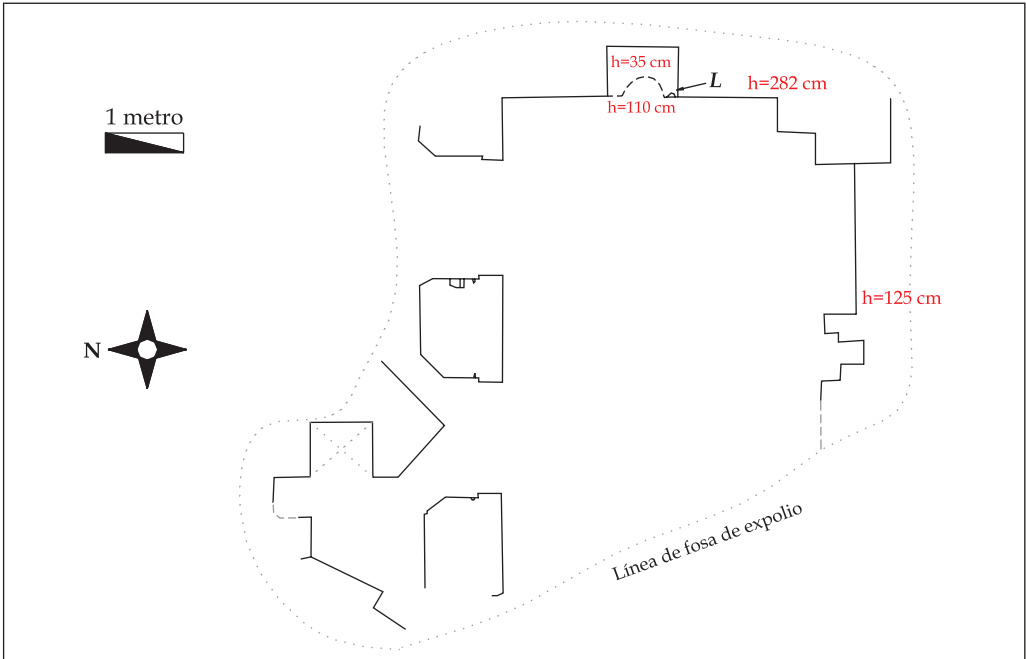 h=35 cm
L
h=282 cm
h=110 cm
1 metro
h=125 cm
N
Línea de fosa de expolio